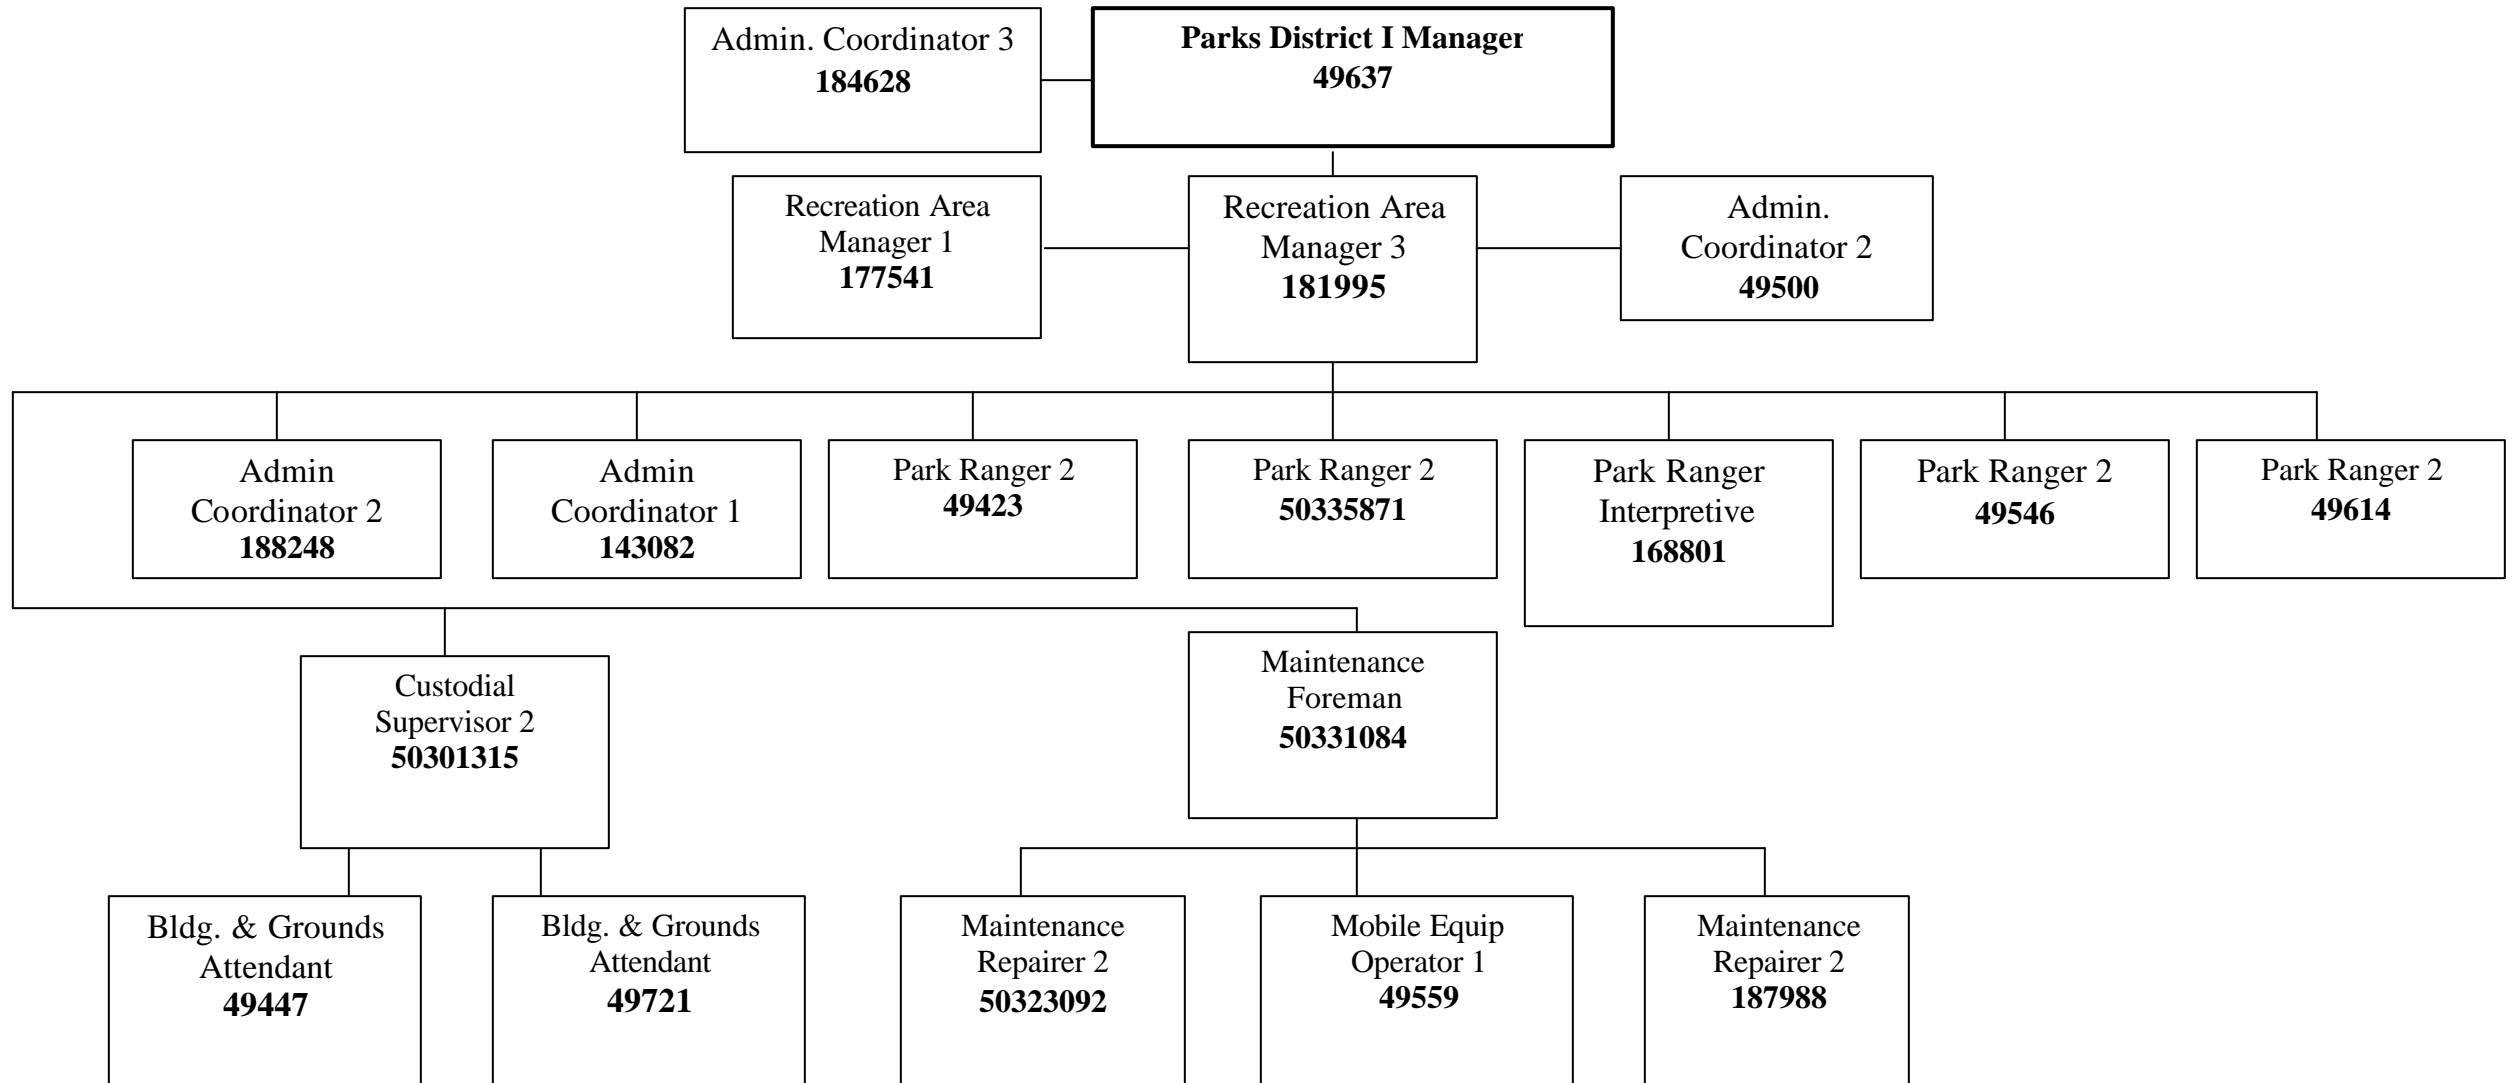 Admin. Coordinator 3
184628
Parks District I Manager
49637
Recreation Area
Manager 1
177541
Recreation Area
Manager 3
181995
Admin.
Coordinator 2
49500
Admin
Coordinator 2
188248
Admin
Coordinator 1
143082
Park Ranger 2
49423
Park Ranger 2
50335871
Park Ranger
Interpretive
168801
Park Ranger 2
49546
Park Ranger 2
49614
Custodial
Supervisor 2
50301315
Maintenance
Foreman
50331084
Bldg. & Grounds
Attendant
49447
Bldg. & Grounds
Attendant
49721
Maintenance
Repairer 2
50323092
Mobile Equip
Operator 1
49559
Maintenance
Repairer 2
187988